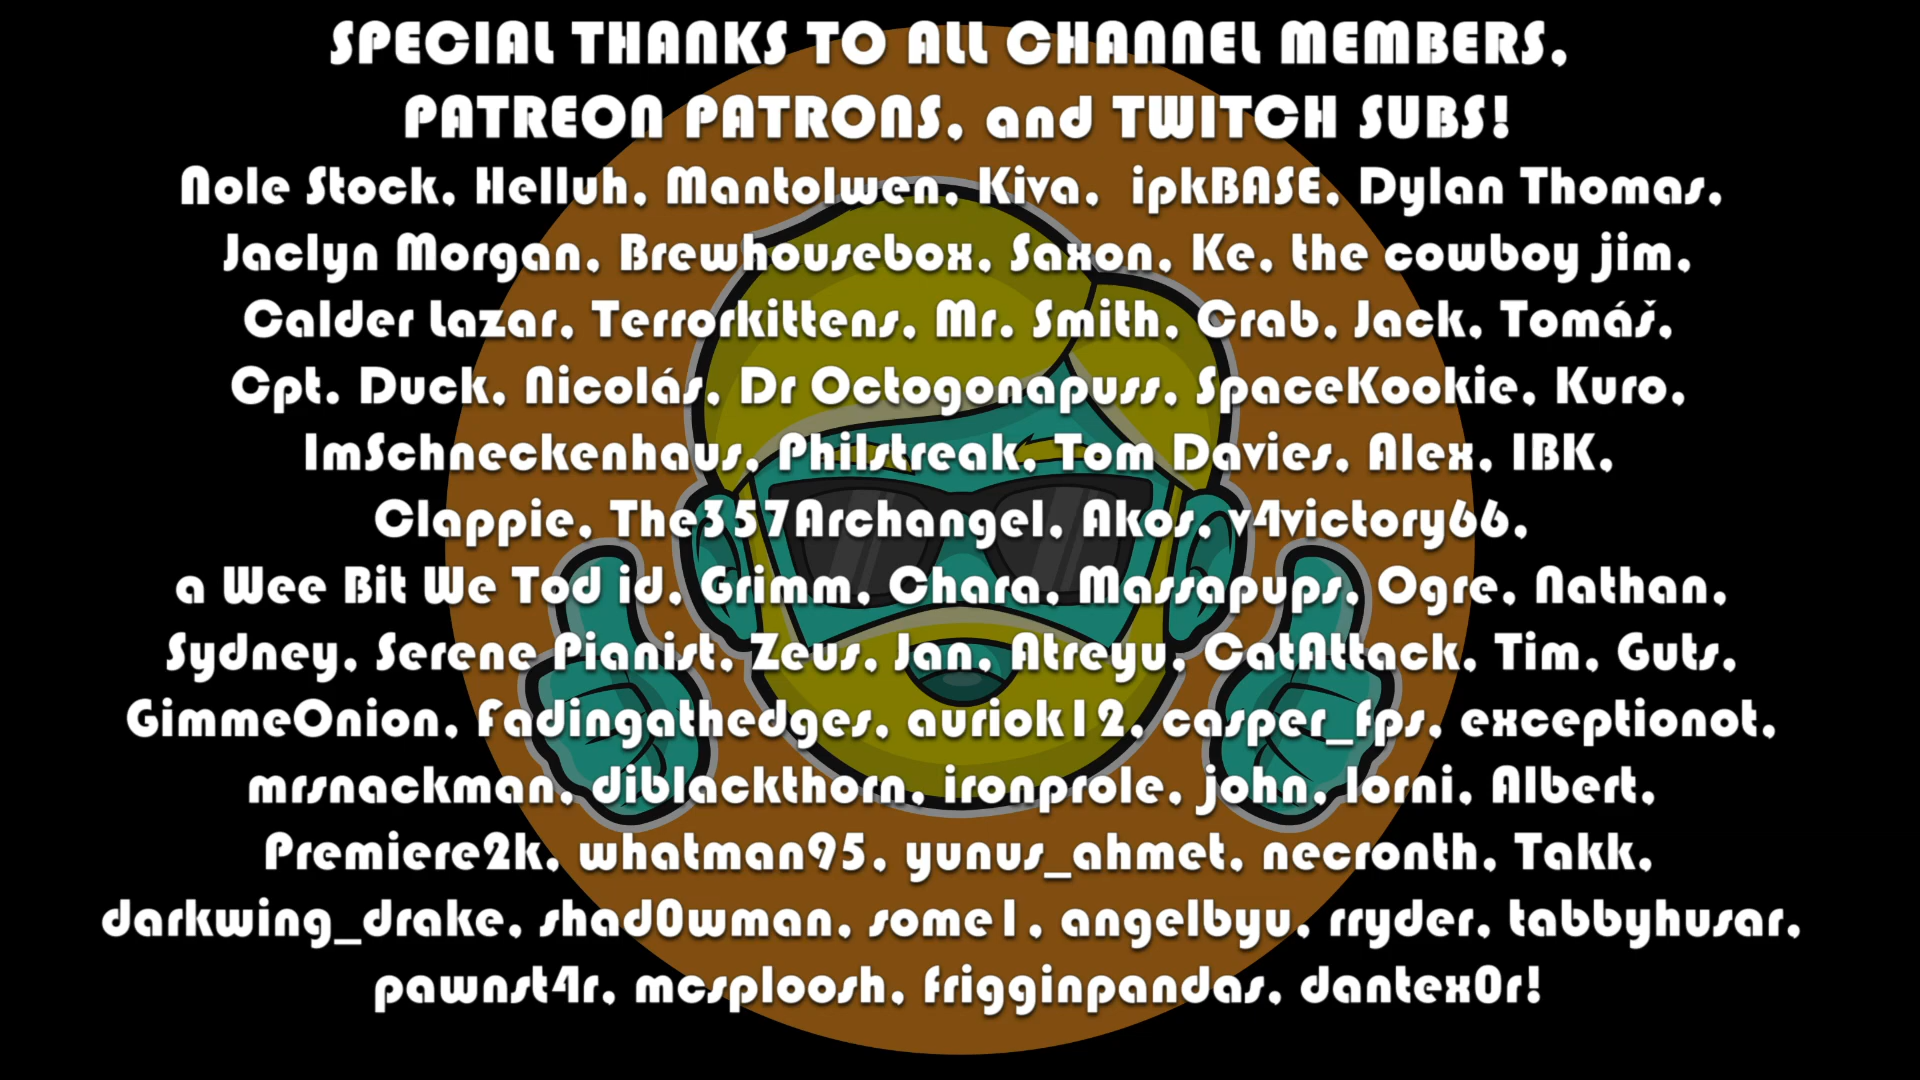 SPECIAL THANKS TO ALL CHANNEL MEMBERS,
PATREON PATRONS, and TWITCH SUBS!
Nole Stock, Helluh, Mantolwen, Kiva, ipkBASE, Dylan Thomas,
Jaclyn Morgan, Brewhousebox, Saxon, Ke, the cowboy jim,
Calder Lazar, Terrorkittens, Mr. Smith, Crab, Jack, Tomáš,
Cpt. Duck, Nicolás, Dr Octogonapuss, SpaceKookie, Kuro,
ImSchneckenhaus, Philstreak, Tom Davies, Alex, IBK,
Clappie, The357Archangel, Akos, v4victory66,
a Wee Bit We Tod id, Grimm, Chara, Massapups, Ogre, Nathan,
Sydney, Serene Pianist, Zeus, Jan, Atreyu, CatAttack, Tim, Guts,
GimmeOnion, Fadingathedges, auriok12, casper_fps, exceptionot,
mrsnackman, diblackthorn, ironprole, john, lorni, Albert,
Premiere2k, whatman95, yunus_ahmet, necronth, Takk,
darkwing_drake, shad0wman, some1, angelbyu, rryder, tabbyhusar,
pawnst4r, mcsploosh, frigginpandas, dantex0r!